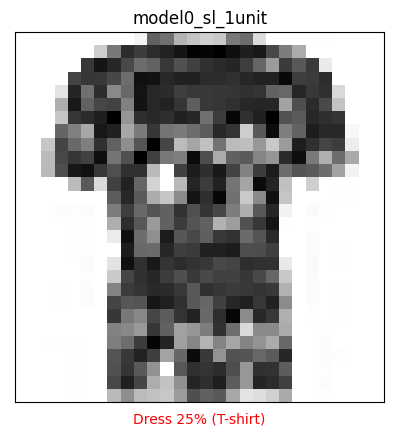 model0_sl_1unit
Dress 25% (T-shirt)